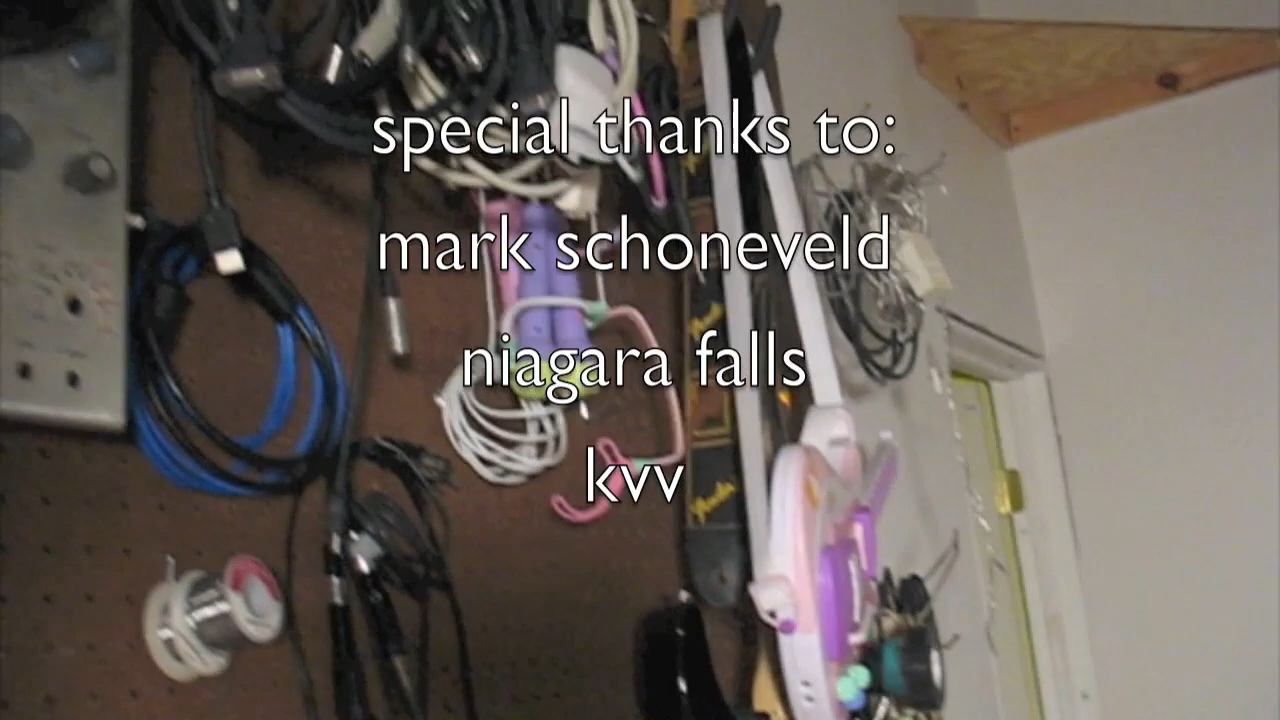 special thanks to:
mark schoneveld
niagara falls
kvv